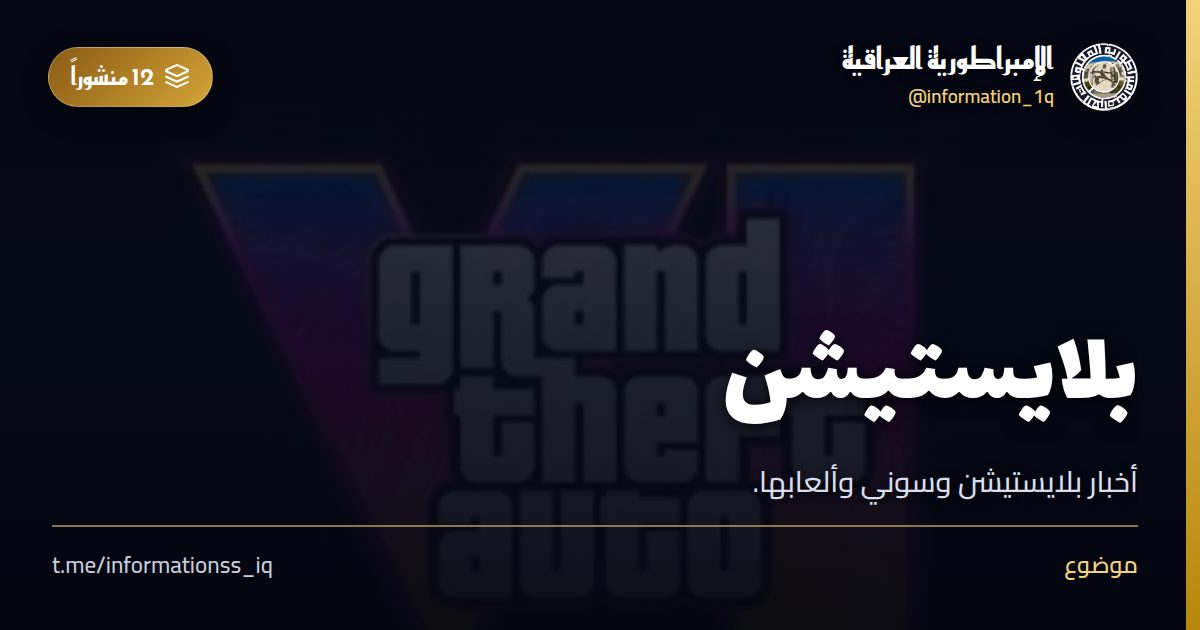 الإمبراطورية العراقية
@information_1q
12 منشوراً
grand
theft
auto
بلايستيشن
أخبار بلايستيشن وسوني وألعابها.
موضوع
t.me/informationss_iq